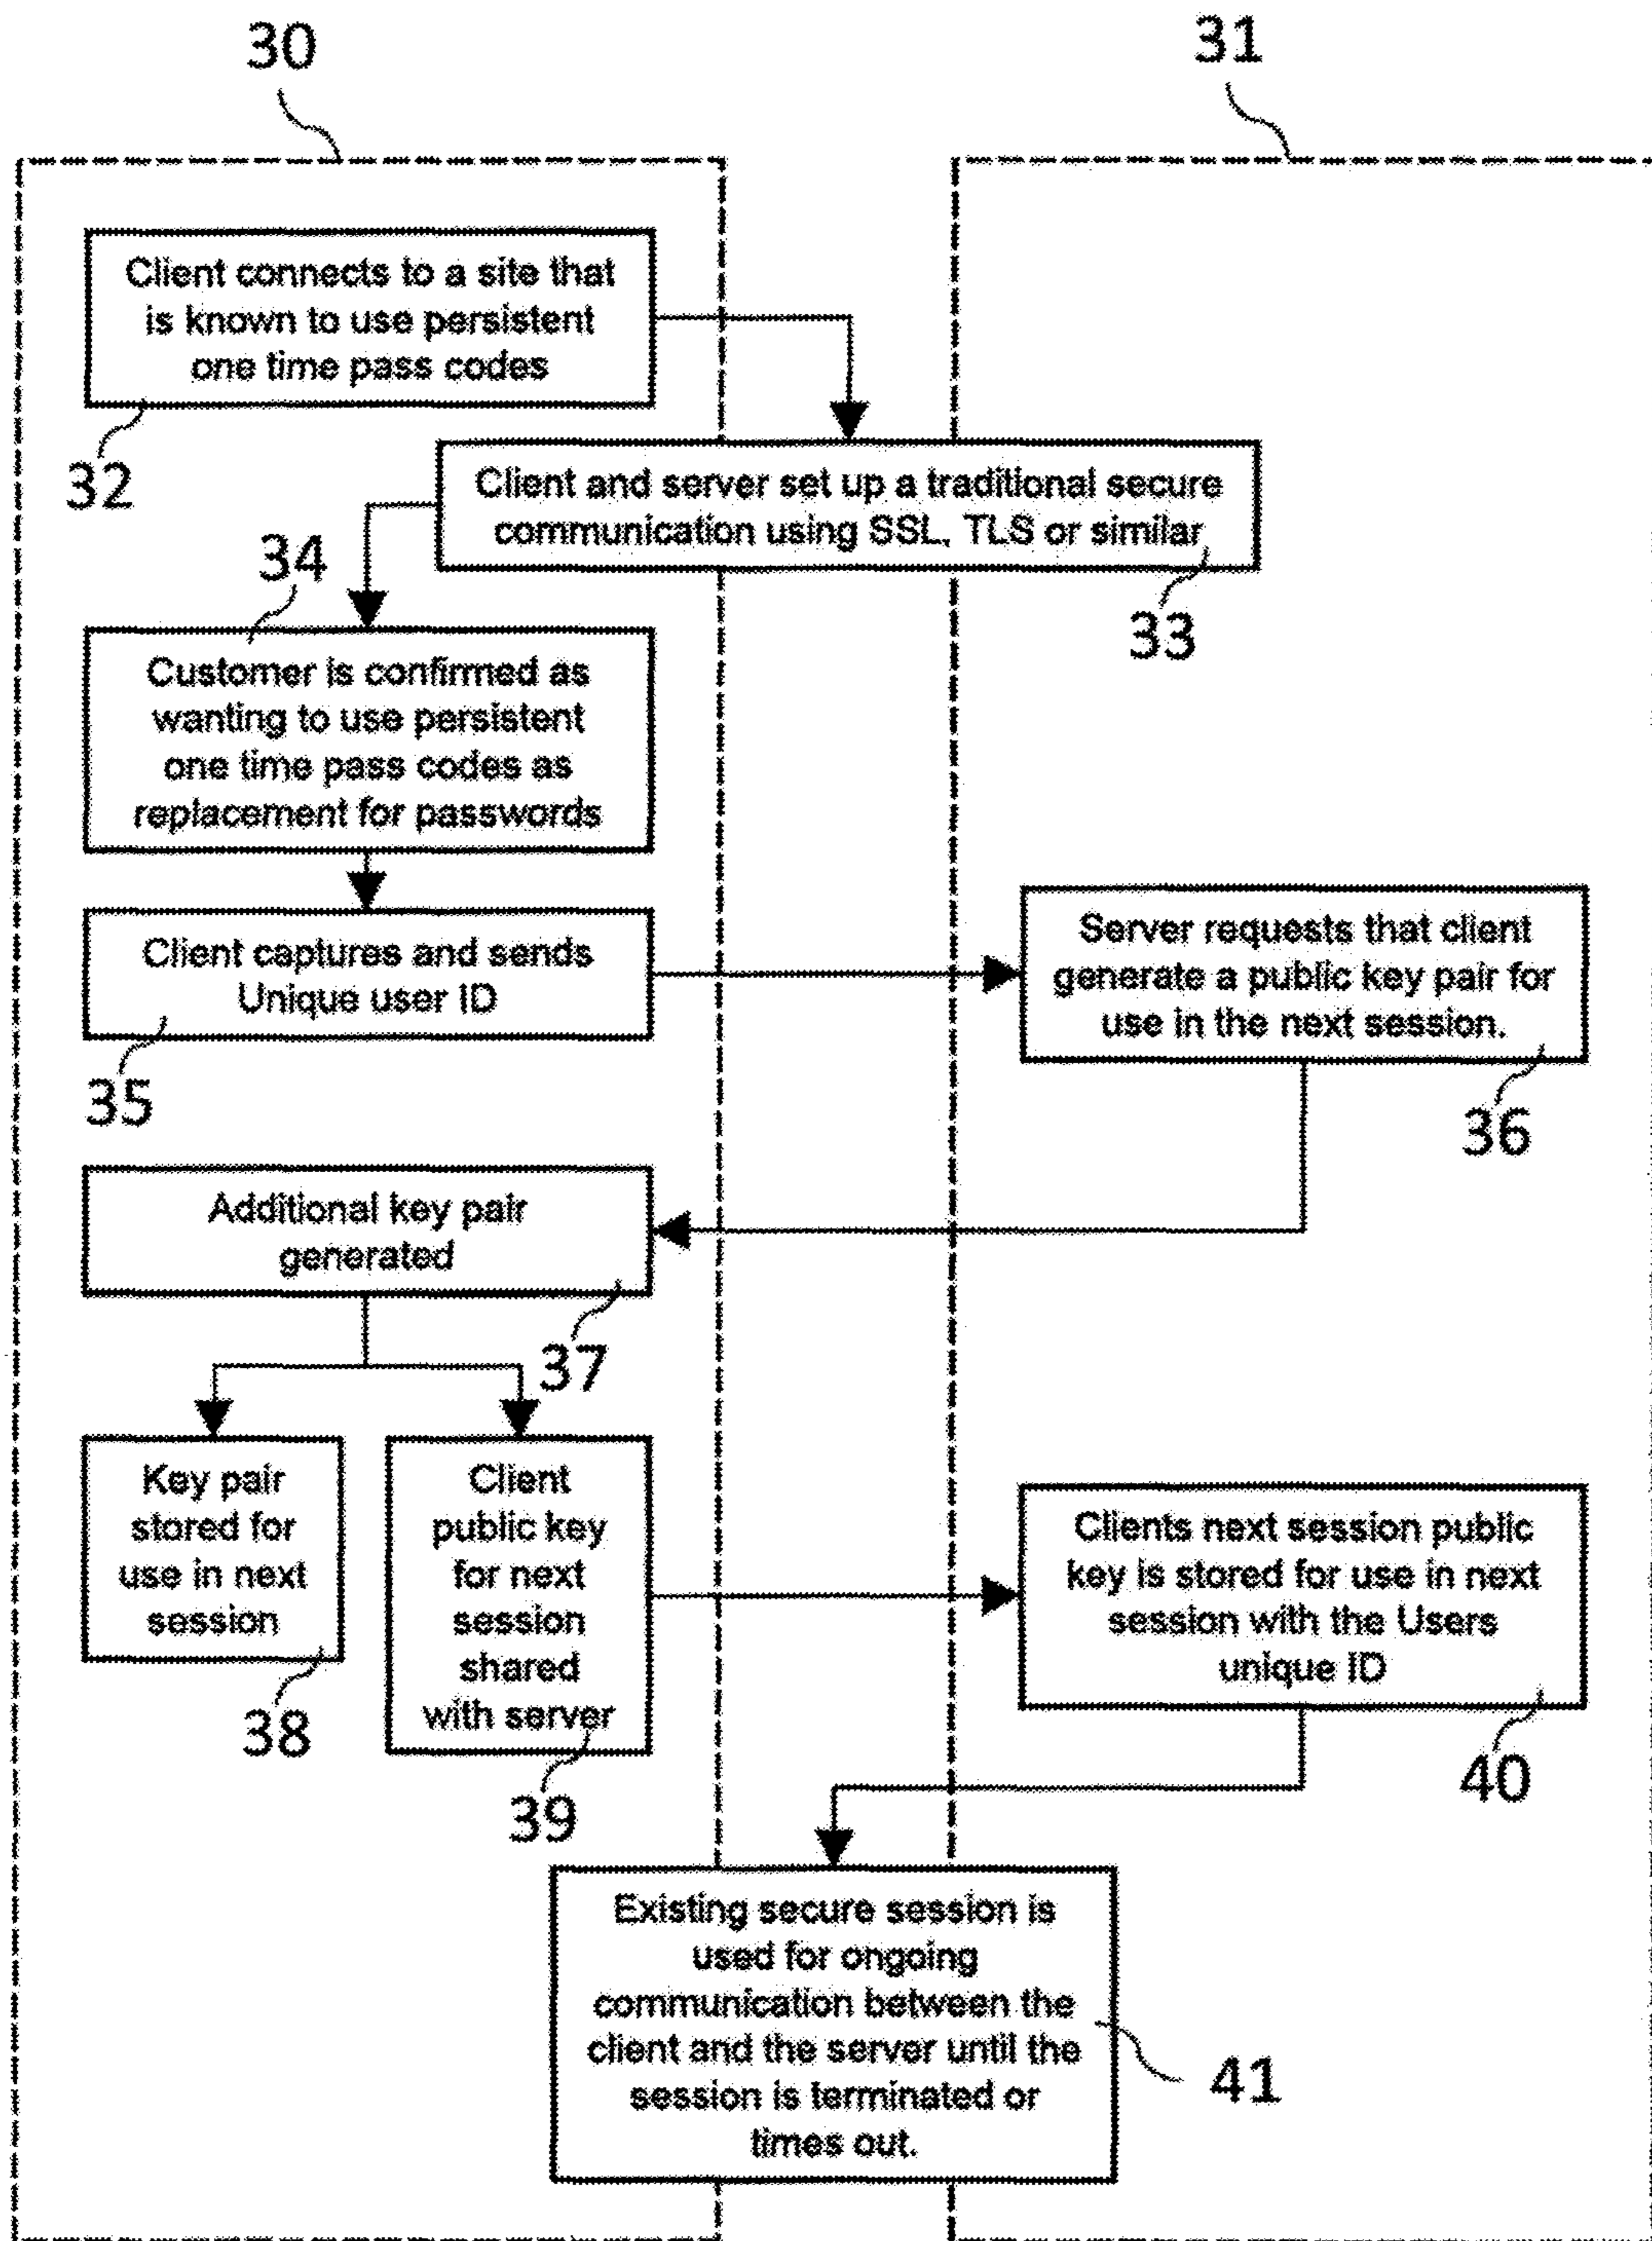 30
31
Client connects to a site that
is known to use persistent
one time pass codes
32
Client and server set up a traditional secure
communication using SSL, TLS or similar
33
34
Customer is confirmed as
wanting to use persistent
one time pass codes as
replacement for passwords
Client captures and sends
Unique user ID
35
Server requests that client
generate a public key pair for
use in the next session.
36
Additional key pair
generated
37
Key pair
stored for
use in next
session
38
Client
public key
for next
session
shared
with server
39
Clients next session public
key is stored for use in next
session with the Users
unique ID
40
Existing secure session is
used for ongoing
communication between the
client and the server until the
session is terminated or
times out.
41